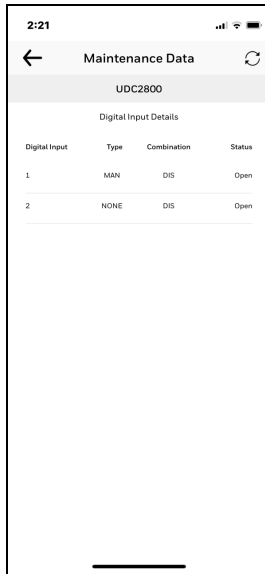 2:21
Maintenance Data
UDC2800
Digital Input Details
Digital Input Type Combination Status
1 MAN DIS Open
2 NONE DIS Open